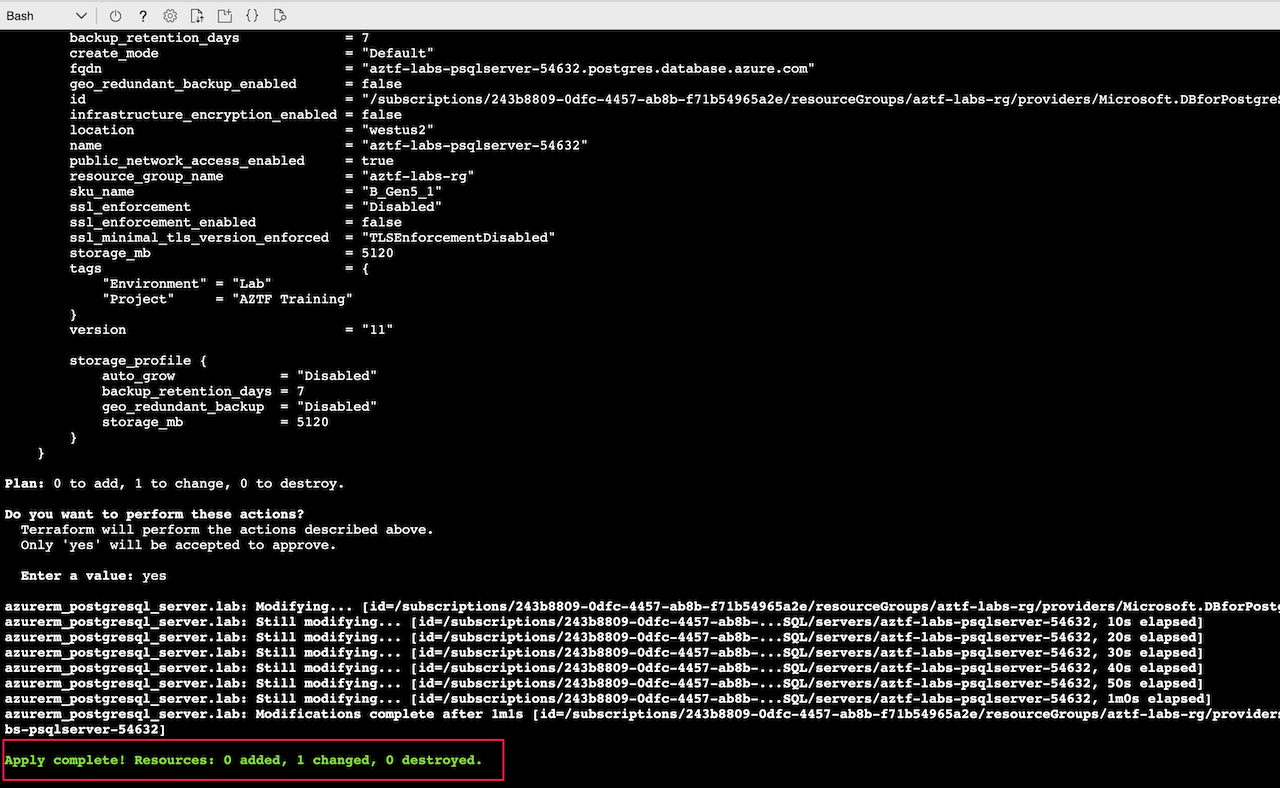 Bash
backup_retention_days = 7
create_mode = "Default"
fqdn = "aztf-labs-psqlserver-54632.postgres.database.azure.com"
geo_redundant_backup_enabled = false
id = "/subscriptions/243b8809-0dfc-4457-ab8b-f71b54965a2e/resourceGroups/aztf-labs-rg/providers/Microsoft.DBforPostgreS
infrastructure_encryption_enabled = false
location = "westus2"
name = "aztf-labs-psqlserver-54632"
public_network_access_enabled = true
resource_group_name = "aztf-labs-rg"
sku_name = "B_Gen5_1"
ssl_enforcement = "Disabled"
ssl_enforcement_enabled = false
ssl_minimal_tls_version_enforced = "TLSEnforcementDisabled"
storage_mb = 5120
tags = {
"Environment" = "Lab"
"Project" = "AZTF Training"
}
version = "11"
storage_profile {
auto_grow = "Disabled"
backup_retention_days = 7
geo_redundant_backup = "Disabled"
storage_mb = 5120
}
}
Plan: 0 to add, 1 to change, 0 to destroy.
Do you want to perform these actions?
Terraform will perform the actions described above.
Only 'yes' will be accepted to approve.
Enter a value: yes
azurerm_postgresql_server.lab: Modifying... [id=/subscriptions/243b8809-0dfc-4457-ab8b-f71b54965a2e/resourceGroups/aztf-labs-rg/providers/Microsoft.DBforPostg
azurerm_postgresql_server.lab: Still modifying... [id=/subscriptions/243b8809-0dfc-4457-ab8b-...SQL/servers/aztf-labs-psqlserver-54632, 10s elapsed]
azurerm_postgresql_server.lab: Still modifying... [id=/subscriptions/243b8809-0dfc-4457-ab8b-...SQL/servers/aztf-labs-psqlserver-54632, 20s elapsed]
azurerm_postgresql_server.lab: Still modifying... [id=/subscriptions/243b8809-0dfc-4457-ab8b-...SQL/servers/aztf-labs-psqlserver-54632, 30s elapsed]
azurerm_postgresql_server.lab: Still modifying... [id=/subscriptions/243b8809-0dfc-4457-ab8b-...SQL/servers/aztf-labs-psqlserver-54632, 40s elapsed]
azurerm_postgresql_server.lab: Still modifying... [id=/subscriptions/243b8809-0dfc-4457-ab8b-...SQL/servers/aztf-labs-psqlserver-54632, 50s elapsed]
azurerm_postgresql_server.lab: Still modifying... [id=/subscriptions/243b8809-0dfc-4457-ab8b-...SQL/servers/aztf-labs-psqlserver-54632, 1m0s elapsed]
azurerm_postgresql_server.lab: Modifications complete after 1m1s [id=/subscriptions/243b8809-0dfc-4457-ab8b-f71b54965a2e/resourceGroups/aztf-labs-rg/providers
bs-psqlserver-54632]
Apply complete! Resources: 0 added, 1 changed, 0 destroyed.